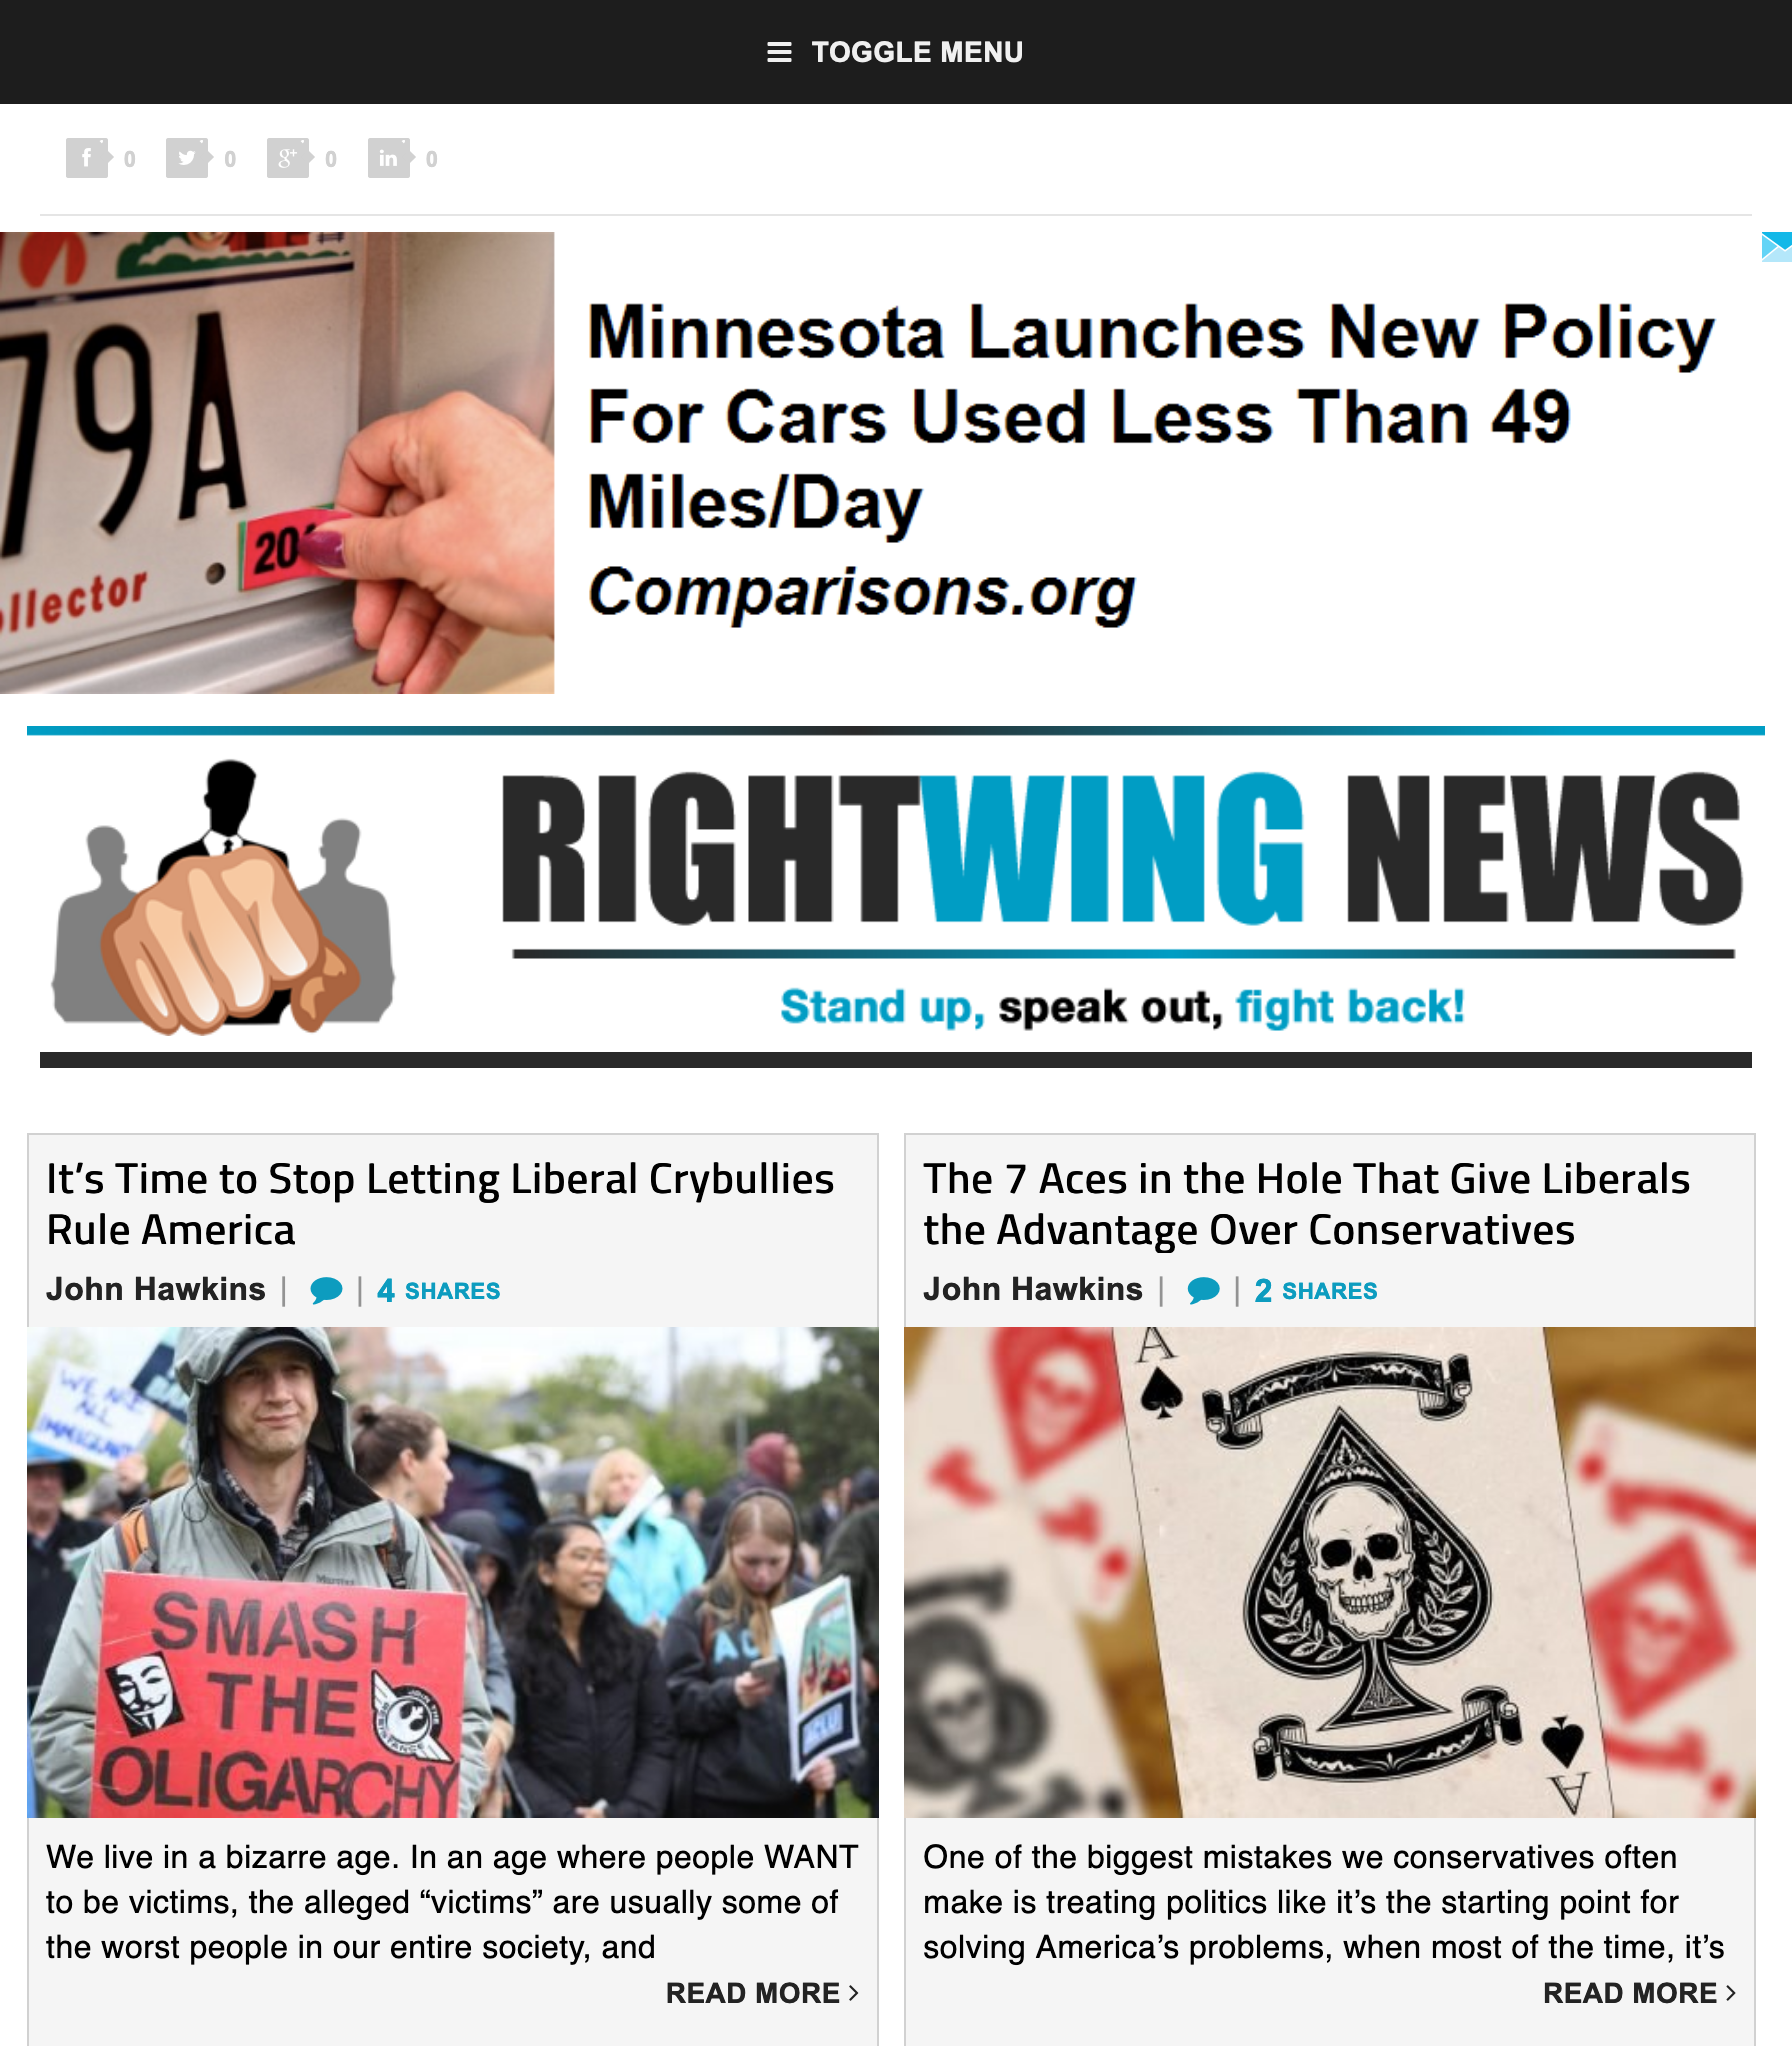 TOGGLE MENU
0 0 0 0
79A
20
ollector
Minnesota Launches New Policy
For Cars Used Less Than 49
Miles/Day
Comparisons.org
RIGHTWING NEWS
Stand up, speak out, fight back!
It’s Time to Stop Letting Liberal Crybullies
Rule America
John Hawkins | | 4 SHARES
WE ARE
ALL
SMASH
THE
OLIGARCHY
We live in a bizarre age. In an age where people WANT
to be victims, the alleged “victims” are usually some of
the worst people in our entire society, and
READ MORE >
The 7 Aces in the Hole That Give Liberals
the Advantage Over Conservatives
John Hawkins | | 2 SHARES
A
A
One of the biggest mistakes we conservatives often
make is treating politics like it’s the starting point for
solving America’s problems, when most of the time, it’s
READ MORE >